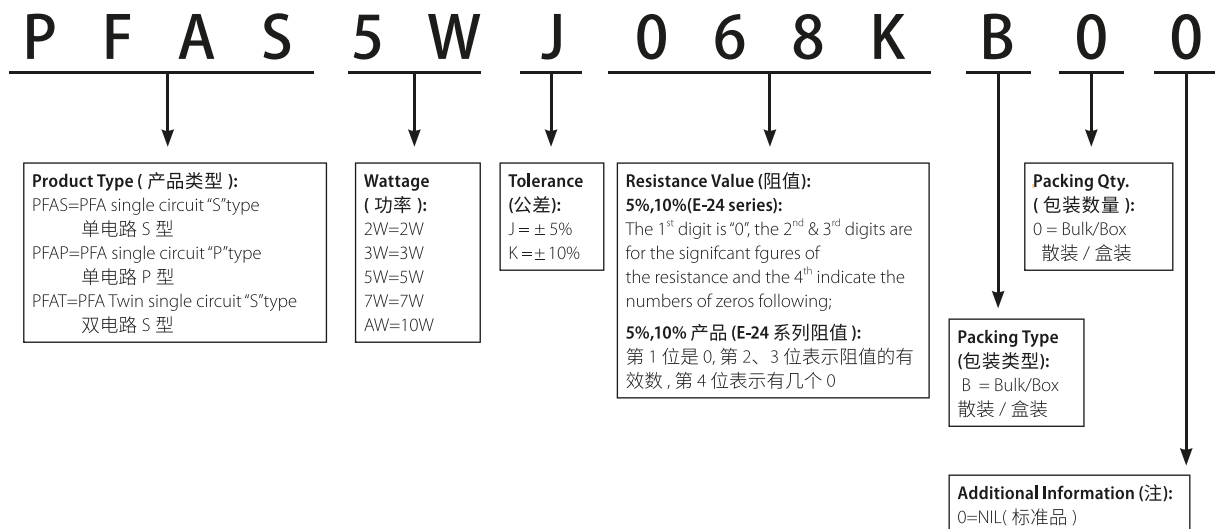 P F A S 5 W J 0 6 8 K B 0 0
Product Type ( 产品类型 ):
PFAS=PFA single circuit “S”type
单电路 S 型
PFAP=PFA single circuit “P”type
单电路 P 型
PFAT=PFA Twin single circuit “S”type
双电路 S 型
Wattage
( 功率 ):
2W=2W
3W=3W
5W=5W
7W=7W
AW=10W
Tolerance
(公差):
J = ± 5%
K = ± 10%
Resistance Value (阻值):
5%,10%(E-24 series):
The 1st digit is “0”, the 2nd & 3rd digits are
for the signifcant fgures of
the resistance and the 4th indicate the
numbers of zeros following;
5%,10% 产品 (E-24 系列阻值 ):
第 1 位是 0, 第 2、3 位表示阻值的有
效数 , 第 4 位表示有几个 0
Packing Qty.
( 包装数量 ):
0 = Bulk/Box
散装 / 盒装
Packing Type
(包装类型):
B = Bulk/Box
散装 / 盒装
Additional Information (注):
0=NIL( 标准品 )